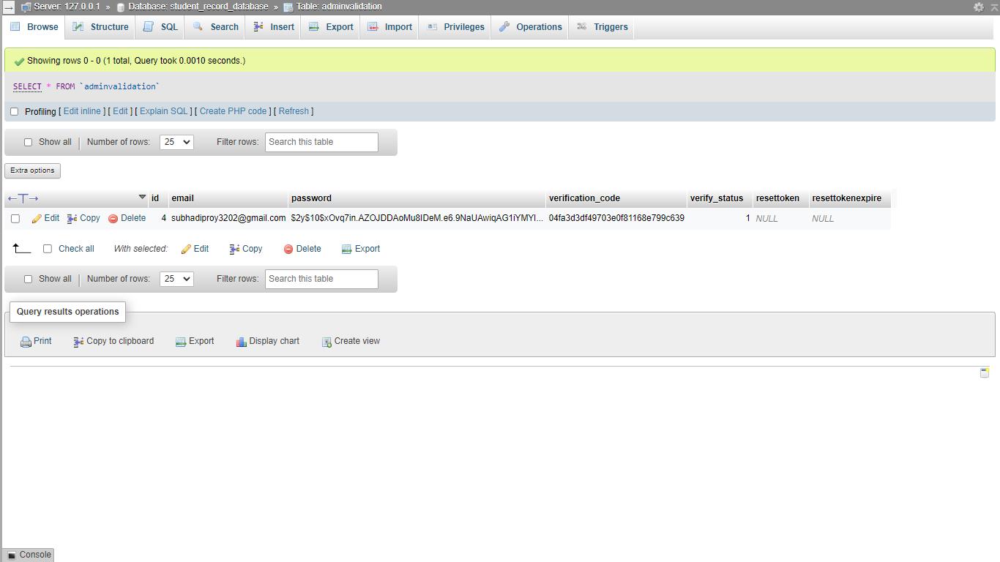 Server: 127.0.0.1 » Database: student_record_database » Table: adminvalidation
Browse Structure SQL Search Insert Export Import Privileges Operations Triggers
Showing rows 0 - 0 (1 total, Query took 0.0010 seconds.)
SELECT * FROM `adminvalidation`
Profiling [ Edit inline ] [ Edit ] [ Explain SQL ] [ Create PHP code ] [ Refresh ]
Show all Number of rows: 25 Filter rows: Search this table
Extra options
←T→ id email password verification_code verify_status resettoken resettokenexpire
Edit Copy Delete 4 subhadiproy3202@gmail.com $2y$10$xOvq7in.AZOJDDAoMu8IDeM.e6.9NaUAwiqAG1iYMYI... 04fa3d3df49703e0f81168e799c639 1 NULL NULL
Check all With selected: Edit Copy Delete Export
Show all Number of rows: 25 Filter rows: Search this table
Query results operations
Print Copy to clipboard Export Display chart Create view
Console